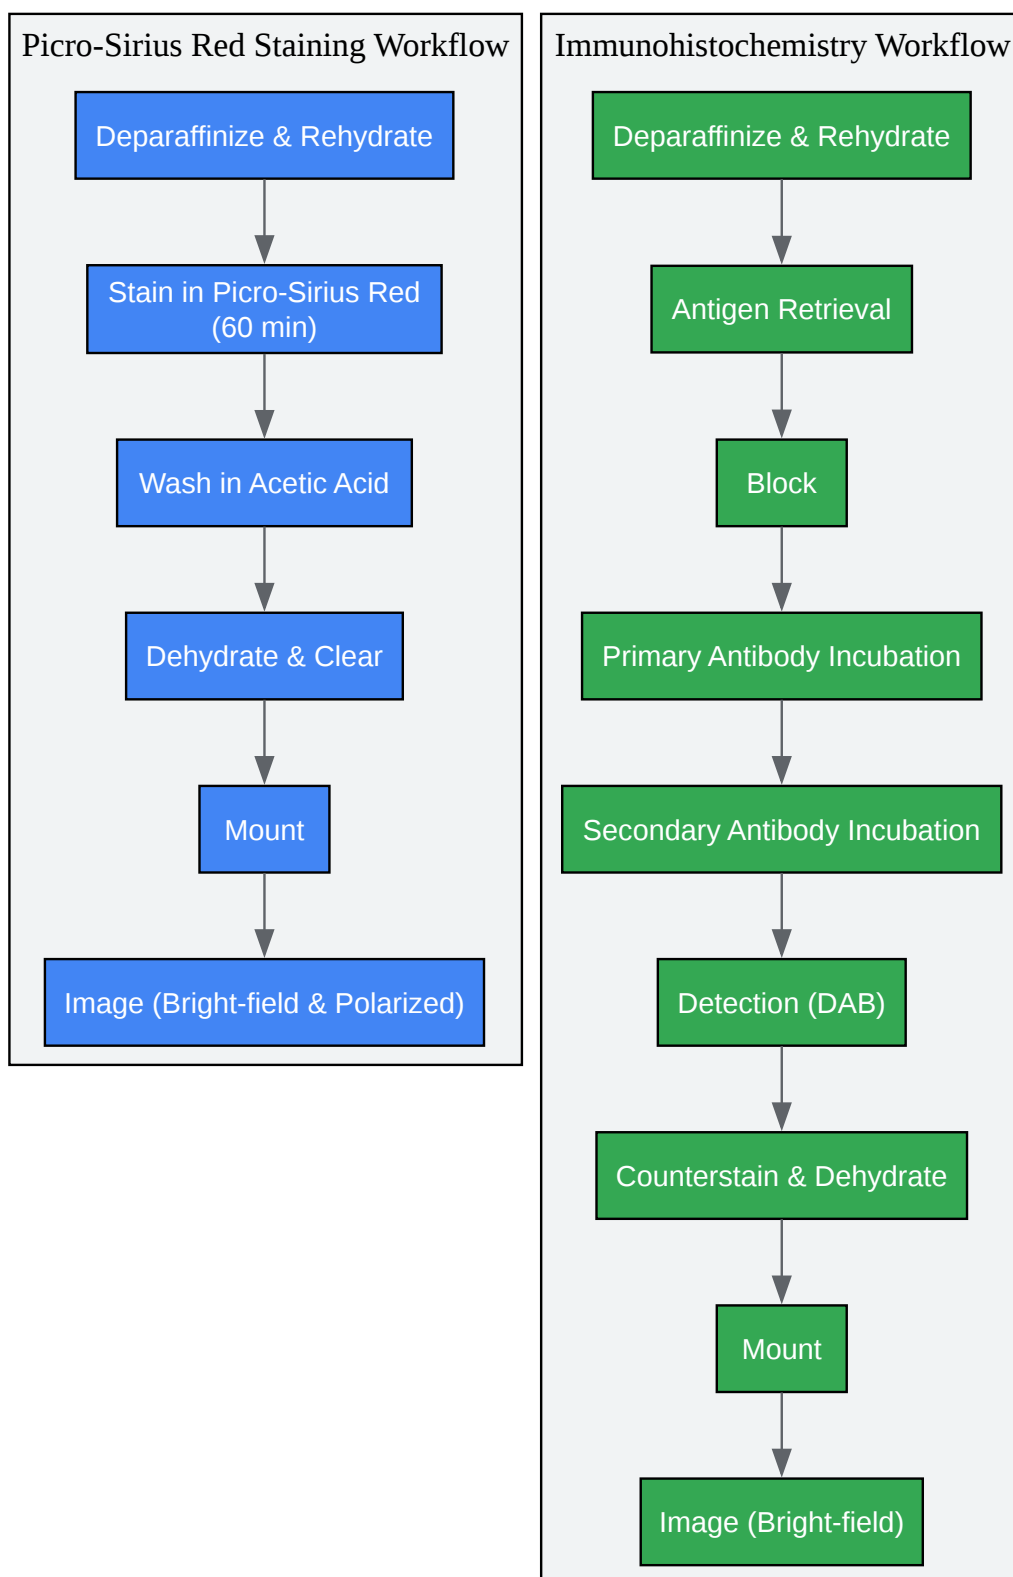 Picro-Sirius Red Staining Workflow
Deparaffinize & Rehydrate
Stain in Picro-Sirius Red
(60 min)
Wash in Acetic Acid
Dehydrate & Clear
Mount
Image (Bright-field & Polarized)
Immunohistochemistry Workflow
Deparaffinize & Rehydrate
Antigen Retrieval
Block
Primary Antibody Incubation
Secondary Antibody Incubation
Detection (DAB)
Counterstain & Dehydrate
Mount
Image (Bright-field)